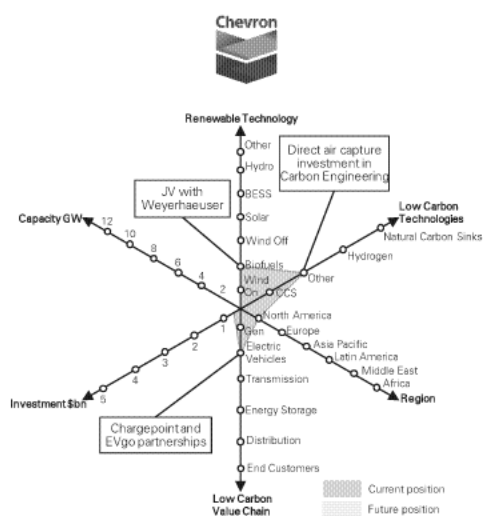 Chevron
Renewable Technology
Other
Direct air capture
investment in
Carbon Engineering
Hydro
JV with
Weyerhaeuser
BESS
Low Carbon
Technologies
Capacity GW
12
Solar
Natural Carbon Sinks
10
Wind Off
Hydrogen
8
6
Biofuels
Other
4
Wind
On
2
CCS
North America
1
Gen
Europe
2
Electric
Vehicles
Asia Pacific
3
Latin America
4
Transmission
Middle East
5
Africa
Investment $bn
Region
Energy Storage
Chargepoint and
EVgo partnerships
Distribution
End Customers
Low Carbon
Value Chain
Current position
Future position